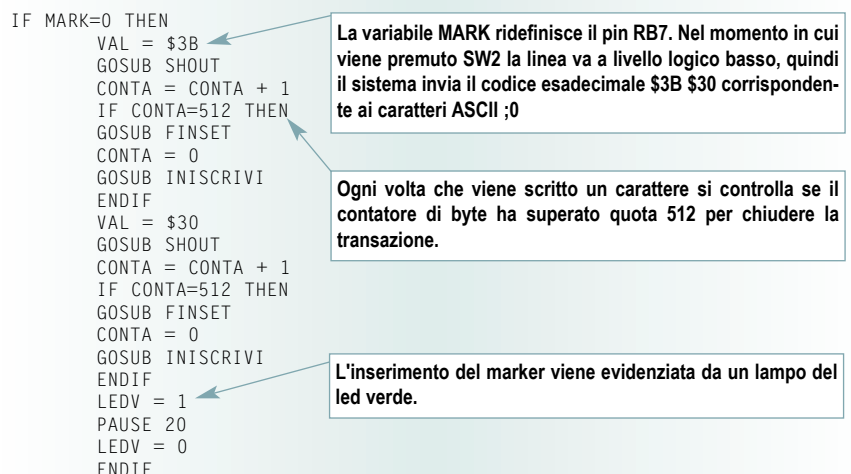 IF MARK=0 THEN
VAL = $3B
GOSUB SHOUT
CONTA = CONTA + 1
IF CONTA=512 THEN
GOSUB FINSET
CONTA = 0
GOSUB INISCRIVI
ENDIF
VAL = $30
GOSUB SHOUT
CONTA = CONTA + 1
IF CONTA=512 THEN
GOSUB FINSET
CONTA = 0
GOSUB INISCRIVI
ENDIF
LEDV = 1
PAUSE 20
LEDV = 0
ENDIF
La variabile MARK ridefinisce il pin RB7. Nel momento in cui
viene premuto SW2 la linea va a livello logico basso, quindi
il sistema invia il codice esadecimale $3B $30 corrisponden-
te ai caratteri ASCII ;0
Ogni volta che viene scritto un carattere si controlla se il
contatore di byte ha superato quota 512 per chiudere la
transazione.
L'inserimento del marker viene evidenziata da un lampo del
led verde.